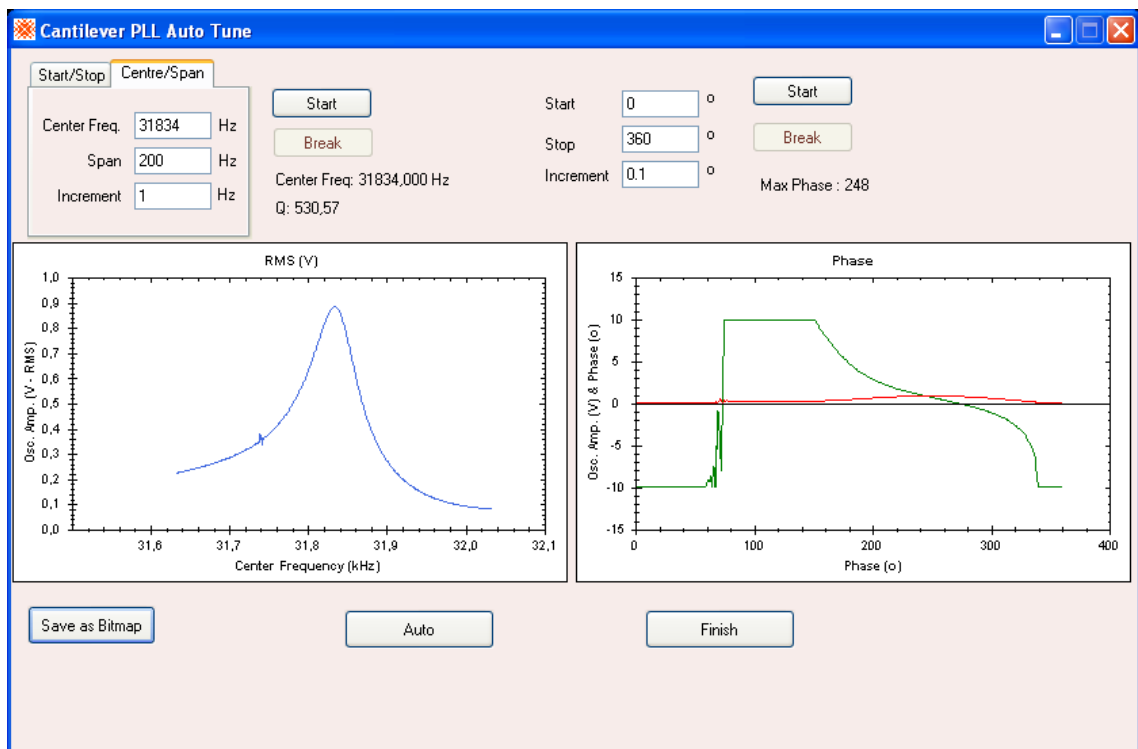 Cantilever PLL Auto Tune
Start/Stop Centre/Span
Center Freq. 31834 Hz
Span 200 Hz
Increment 1 Hz
Start
Break
Center Freq: 31834,000 Hz
Q: 530,57
Start 0 o
Stop 360 o
Increment 0.1 o
Start
Break
Max Phase : 248
RMS (V)
Osc. Amp. (V - RMS)
1,0
0,9
0,8
0,7
0,6
0,5
0,4
0,3
0,2
0,1
0,0
31,6 31,7 31,8 31,9 32,0 32,1
Center Frequency (kHz)
Phase
Osc. Amp. (V) & Phase (o)
15
10
5
0
-5
-10
-15
0 100 200 300 400
Phase (o)
Save as Bitmap Auto Finish